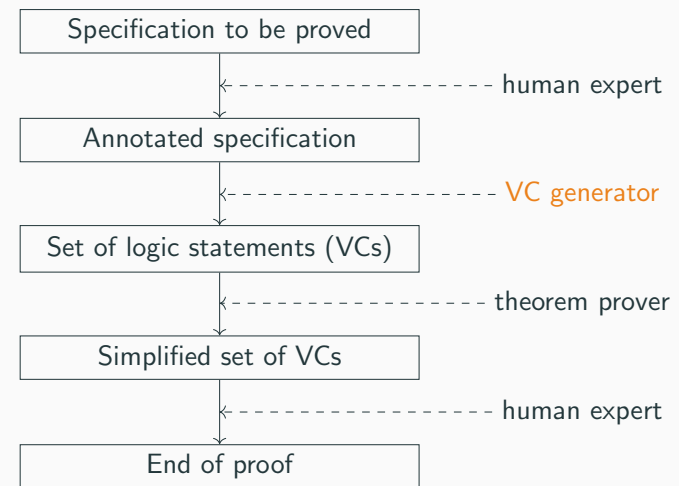 Specification to be proved
human expert
Annotated specification
VC generator
Set of logic statements (VCs)
theorem prover
Simplified set of VCs
human expert
End of proof